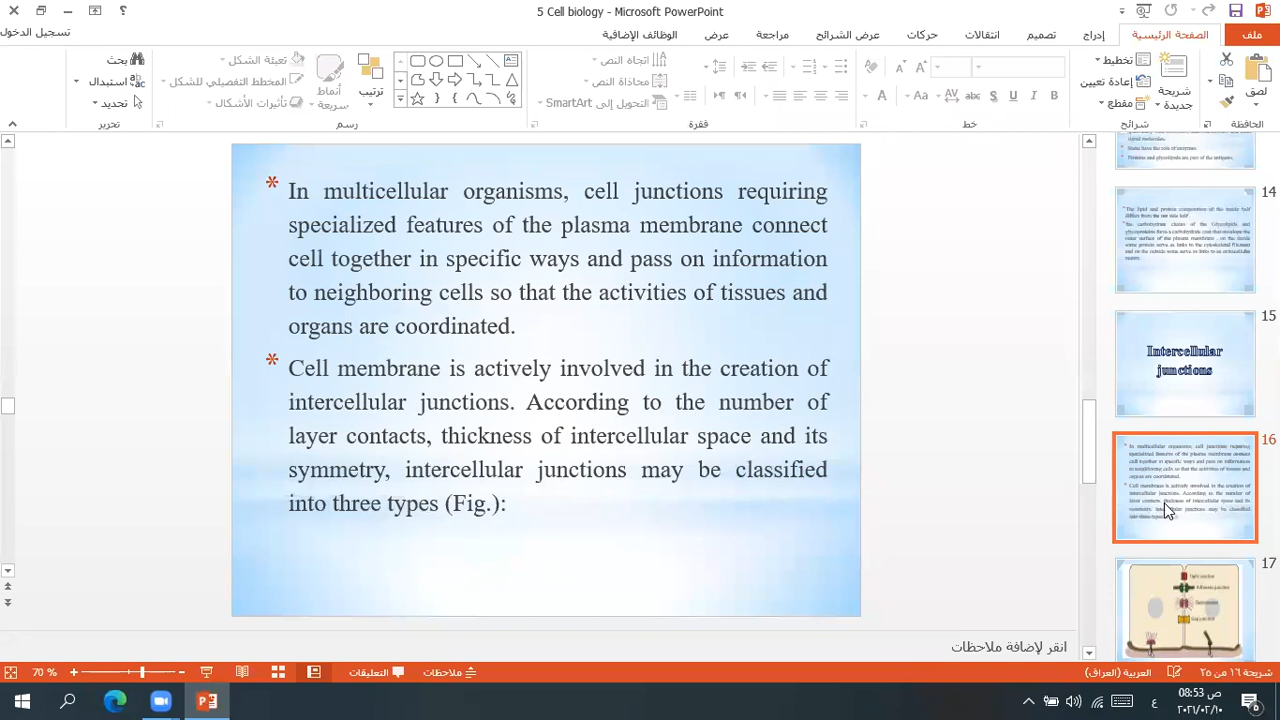 5 Cell biology - Microsoft PowerPoint
تسجيل الدخول
ملف
الصفحة الرئيسية
إدراج
تصميم
انتقالات
حركات
عرض الشرائح
مراجعة
عرض
الوظائف الإضافية
لصق
الحافظة
شريحة جديدة
تخطيط
إعادة تعيين
مقطع
شرائح
خط
اتجاه النص
محاذاة النص
التحويل إلى SmartArt
فقرة
ترتيب
أنماط سريعة
تعبئة الشكل
المخطط التفصيلي للشكل
تأثيرات الأشكال
رسم
بحث
استبدال
تحديد
تحرير
* In multicellular organisms, cell junctions requiring
specialized features of the plasma membrane connect
cell together in specific ways and pass on information
to neighboring cells so that the activities of tissues and
organs are coordinated.
* Cell membrane is actively involved in the creation of
intercellular junctions. According to the number of
layer contacts, thickness of intercellular space and its
symmetry, intercellular junctions may be classified
into three types (Fig.).
14
15
Intercellular
junctions
16
17
انقر لإضافة ملاحظات
شريحة ١٦ من ٢٥
العربية (العراق)
ملاحظات
التعليقات
70 %
ع
08:53 ص
٢٠٢١/٠٢/١٠